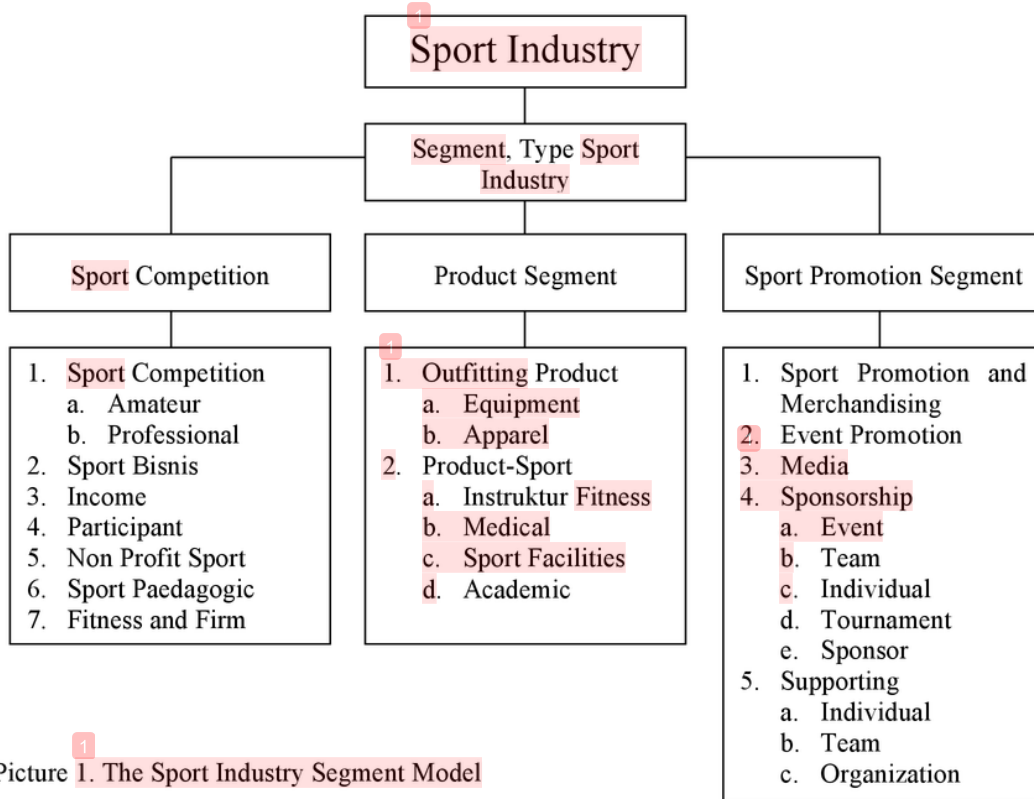 1
Sport Industry
Segment, Type Sport
Industry
Sport Competition
Product Segment
Sport Promotion Segment
1. Sport Competition
a. Amateur
b. Professional
2. Sport Bisnis
3. Income
4. Participant
5. Non Profit Sport
6. Sport Paedagogic
7. Fitness and Firm
1
1. Outfitting Product
a. Equipment
b. Apparel
2. Product-Sport
a. Instruktur Fitness
b. Medical
c. Sport Facilities
d. Academic
1. Sport Promotion and
Merchandising
2. Event Promotion
3. Media
4. Sponsorship
a. Event
b. Team
c. Individual
d. Tournament
e. Sponsor
5. Supporting
a. Individual
b. Team
c. Organization
1
Picture 1. The Sport Industry Segment Model